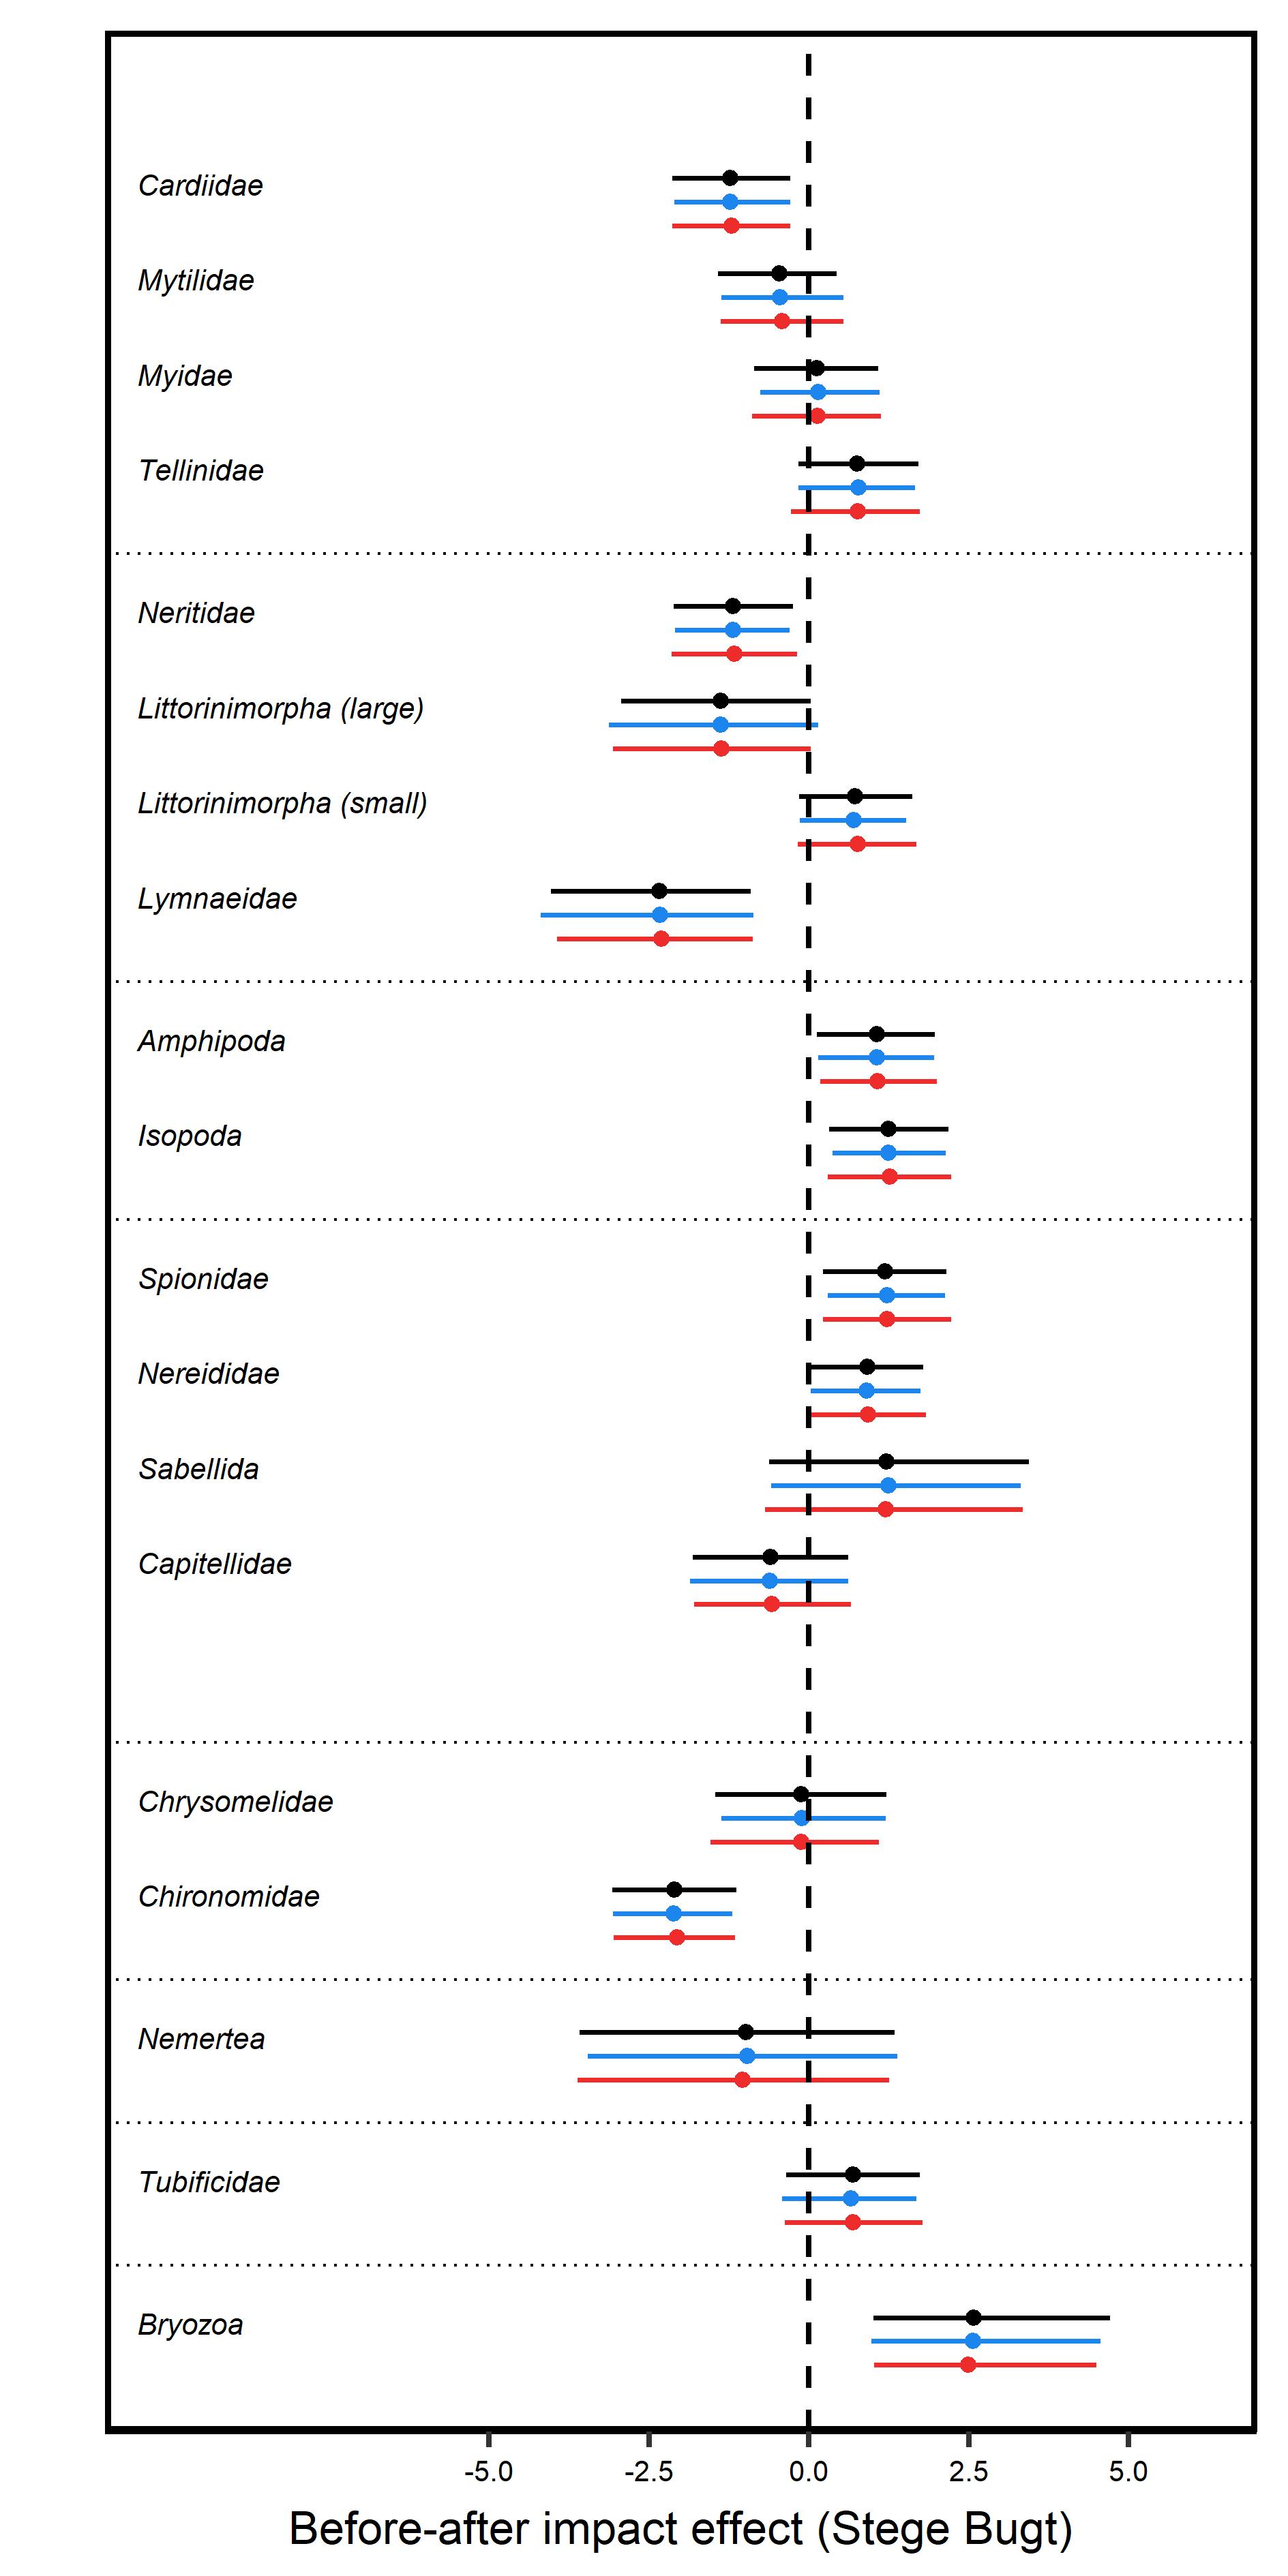 Cardiidae
Mytilidae
Myidae
Tellinidae
Neritidae
Littorinimorpha (large)
Littorinimorpha (small)
Lymnaeidae
Amphipoda
Isopoda
Spionidae
Nereididae
Sabellida
Capitellidae
Chrysomelidae
Chironomidae
Nemertea
Tubificidae
Bryozoa
-5.0 -2.5 0.0 2.5 5.0
Before-after impact effect (Stege Bugt)